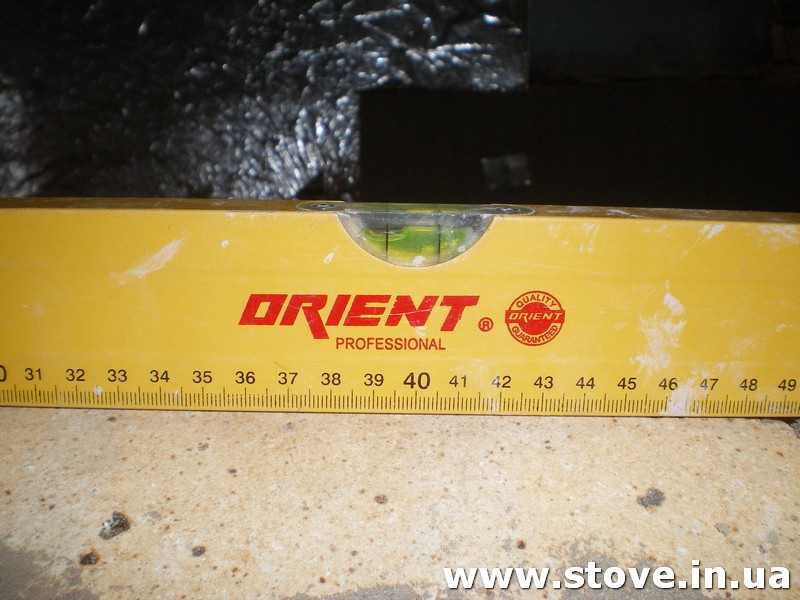 ORIENT®
PROFESSIONAL
QUALITY
ORIENT
GUARANTEED
0 31 32 33 34 35 36 37 38 39 40 41 42 43 44 45 46 47 48 49
www.stove.in.ua